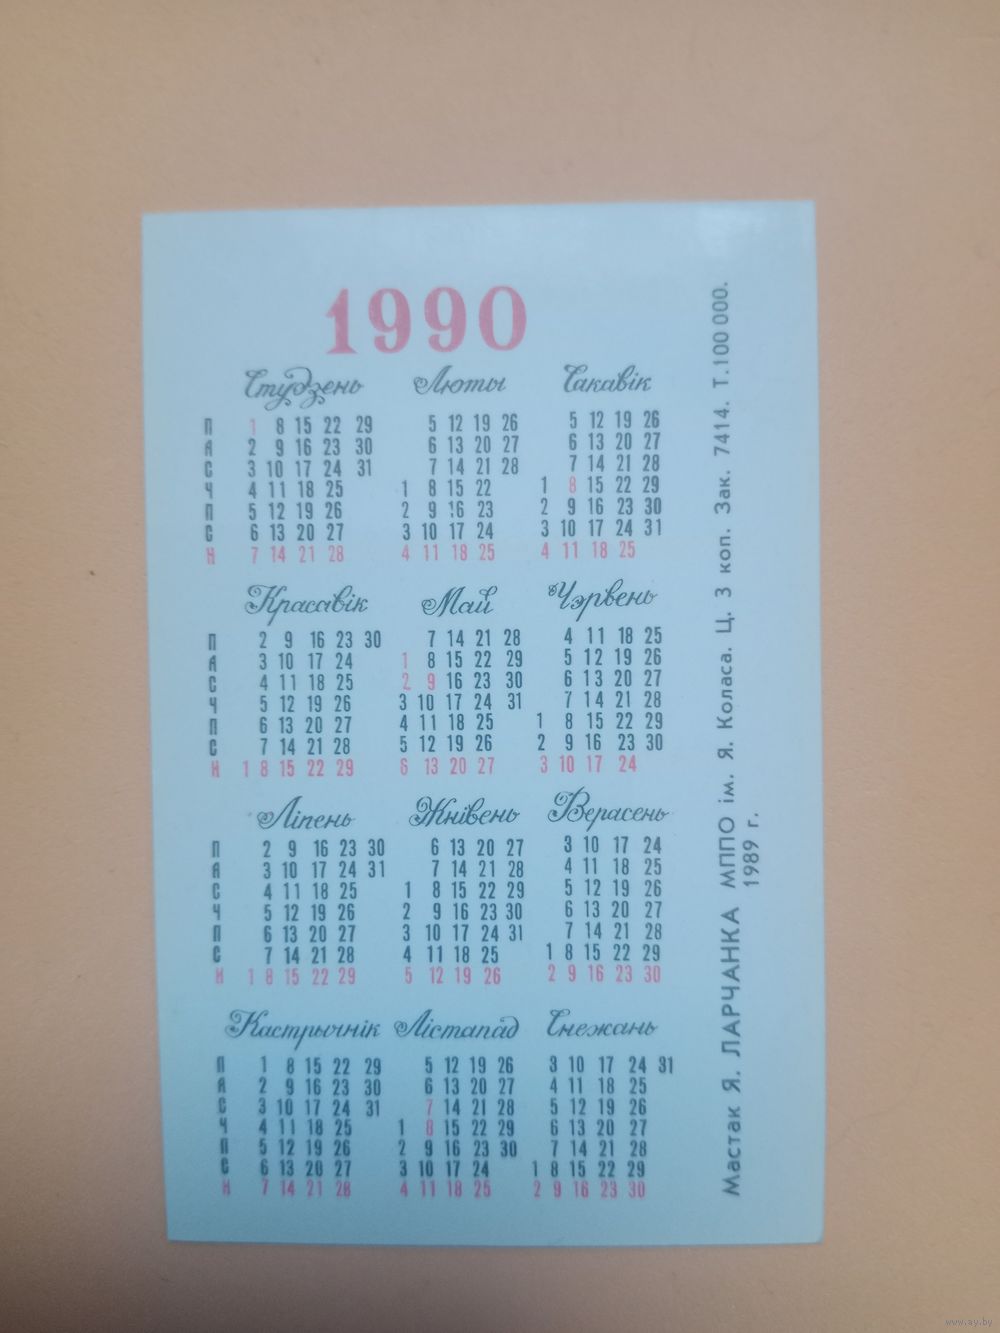 1990
Студзень Люты Сакавік
П 1 8 15 22 29 5 12 19 26 5 12 19 26
А 2 9 16 23 30 6 13 20 27 6 13 20 27
С 3 10 17 24 31 7 14 21 28 7 14 21 28
Ч 4 11 18 25 1 8 15 22 1 8 15 22 29
П 5 12 19 26 2 9 16 23 2 9 16 23 30
С 6 13 20 27 3 10 17 24 3 10 17 24 31
Н 7 14 21 28 4 11 18 25 4 11 18 25
Красавік Май Чэрвень
П 2 9 16 23 30 7 14 21 28 4 11 18 25
А 3 10 17 24 1 8 15 22 29 5 12 19 26
С 4 11 18 25 2 9 16 23 30 6 13 20 27
Ч 5 12 19 26 3 10 17 24 31 7 14 21 28
П 6 13 20 27 4 11 18 25 1 8 15 22 29
С 7 14 21 28 5 12 19 26 2 9 16 23 30
Н 1 8 15 22 29 6 13 20 27 3 10 17 24
Ліпень Жнівень Верасень
П 2 9 16 23 30 6 13 20 27 3 10 17 24
А 3 10 17 24 31 7 14 21 28 4 11 18 25
С 4 11 18 25 1 8 15 22 29 5 12 19 26
Ч 5 12 19 26 2 9 16 23 30 6 13 20 27
П 6 13 20 27 3 10 17 24 31 7 14 21 28
С 7 14 21 28 4 11 18 25 1 8 15 22 29
Н 1 8 15 22 29 5 12 19 26 2 9 16 23 30
Кастрычнік Лістапад Снежань
П 1 8 15 22 29 5 12 19 26 3 10 17 24 31
А 2 9 16 23 30 6 13 20 27 4 11 18 25
С 3 10 17 24 31 7 14 21 28 5 12 19 26
Ч 4 11 18 25 1 8 15 22 29 6 13 20 27
П 5 12 19 26 2 9 16 23 30 7 14 21 28
С 6 13 20 27 3 10 17 24 1 8 15 22 29
Н 7 14 21 28 4 11 18 25 2 9 16 23 30
Мастак Я. ЛАРЧАНКА МППО ім. Я. Коласа. Ц. 3 коп. Зак. 7414. Т. 100 000.
1989 г.
www.ay.by